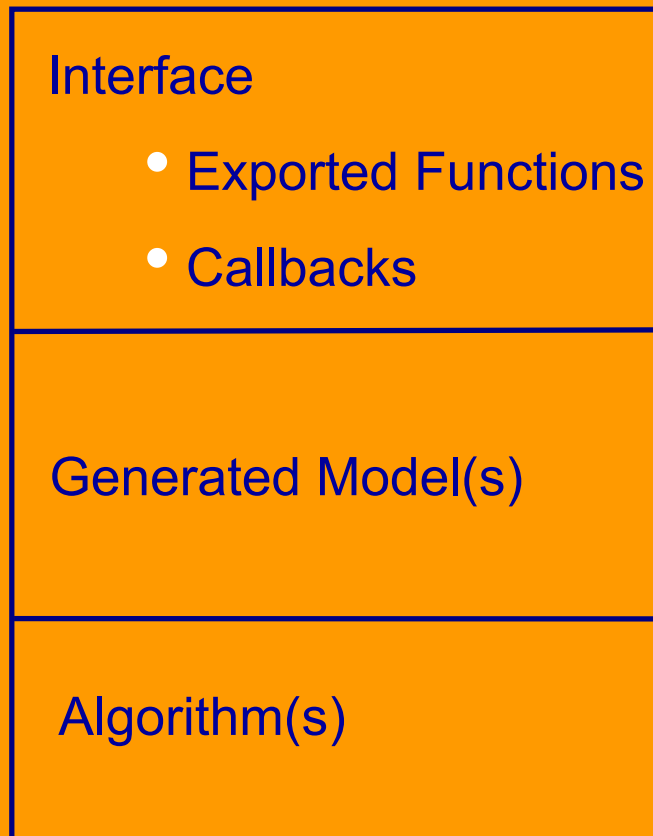 Interface
• Exported Functions
• Callbacks
Generated Model(s)
Algorithm(s)